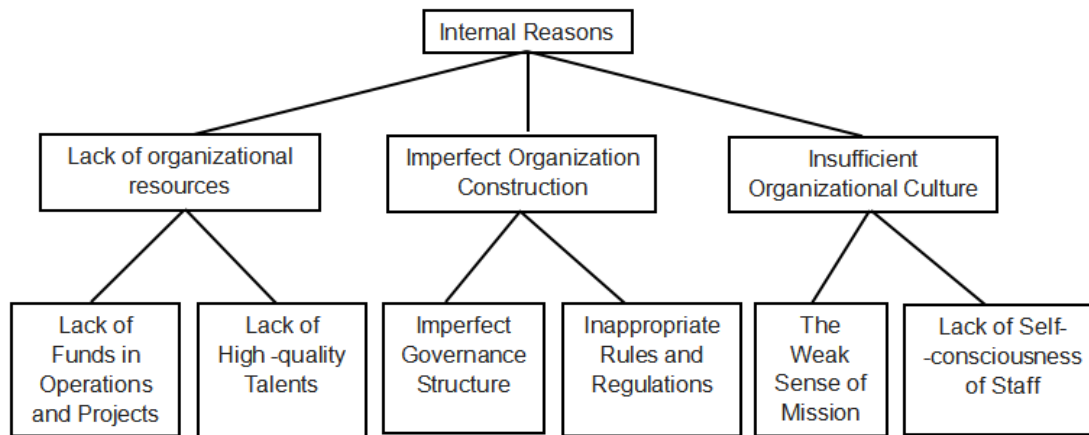 Internal Reasons
Lack of organizational
resources
Imperfect Organization
Construction
Insufficient
Organizational Culture
Lack of
Funds in
Operations
and Projects
Lack of
High -quality
Talents
Imperfect
Governance
Structure
Inappropriate
Rules and
Regulations
The
Weak
Sense of
Mission
Lack of Self-
-consciousness
of Staff